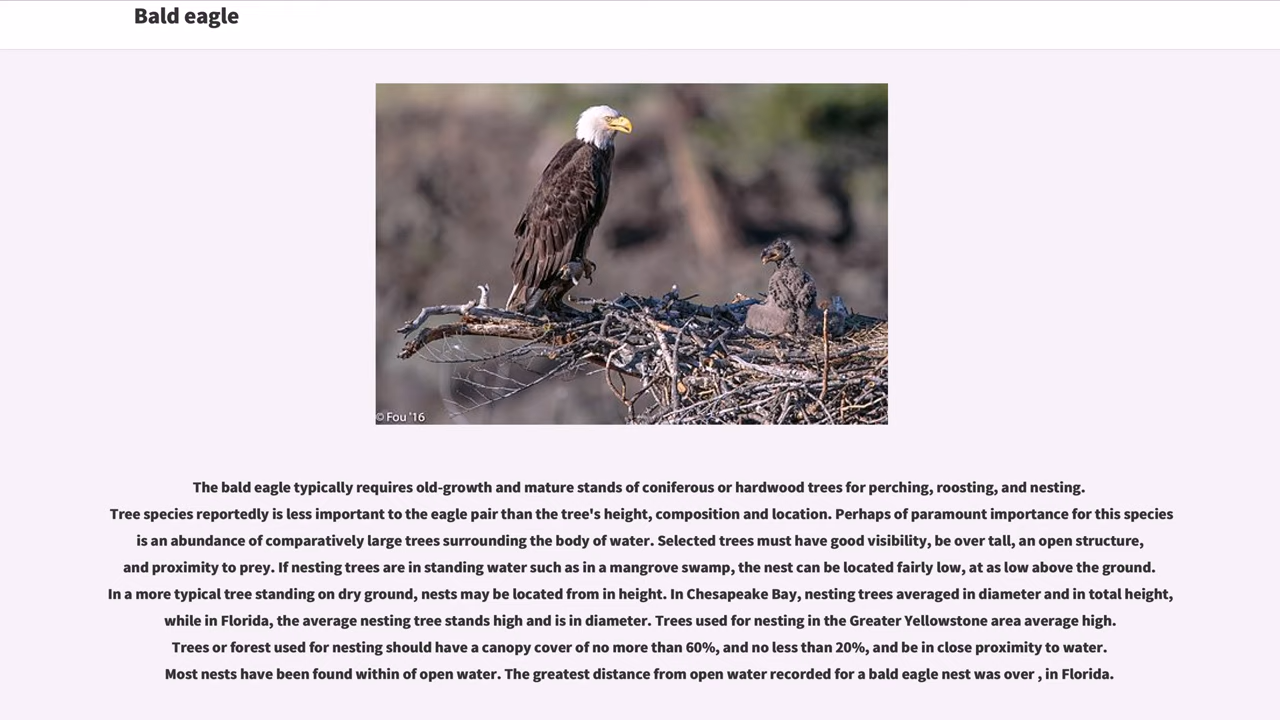 Bald eagle
© Fou '16
The bald eagle typically requires old-growth and mature stands of coniferous or hardwood trees for perching, roosting, and nesting.
Tree species reportedly is less important to the eagle pair than the tree's height, composition and location. Perhaps of paramount importance for this species
is an abundance of comparatively large trees surrounding the body of water. Selected trees must have good visibility, be over tall, an open structure,
and proximity to prey. If nesting trees are in standing water such as in a mangrove swamp, the nest can be located fairly low, at as low above the ground.
In a more typical tree standing on dry ground, nests may be located from in height. In Chesapeake Bay, nesting trees averaged in diameter and in total height,
while in Florida, the average nesting tree stands high and is in diameter. Trees used for nesting in the Greater Yellowstone area average high.
Trees or forest used for nesting should have a canopy cover of no more than 60%, and no less than 20%, and be in close proximity to water.
Most nests have been found within of open water. The greatest distance from open water recorded for a bald eagle nest was over , in Florida.